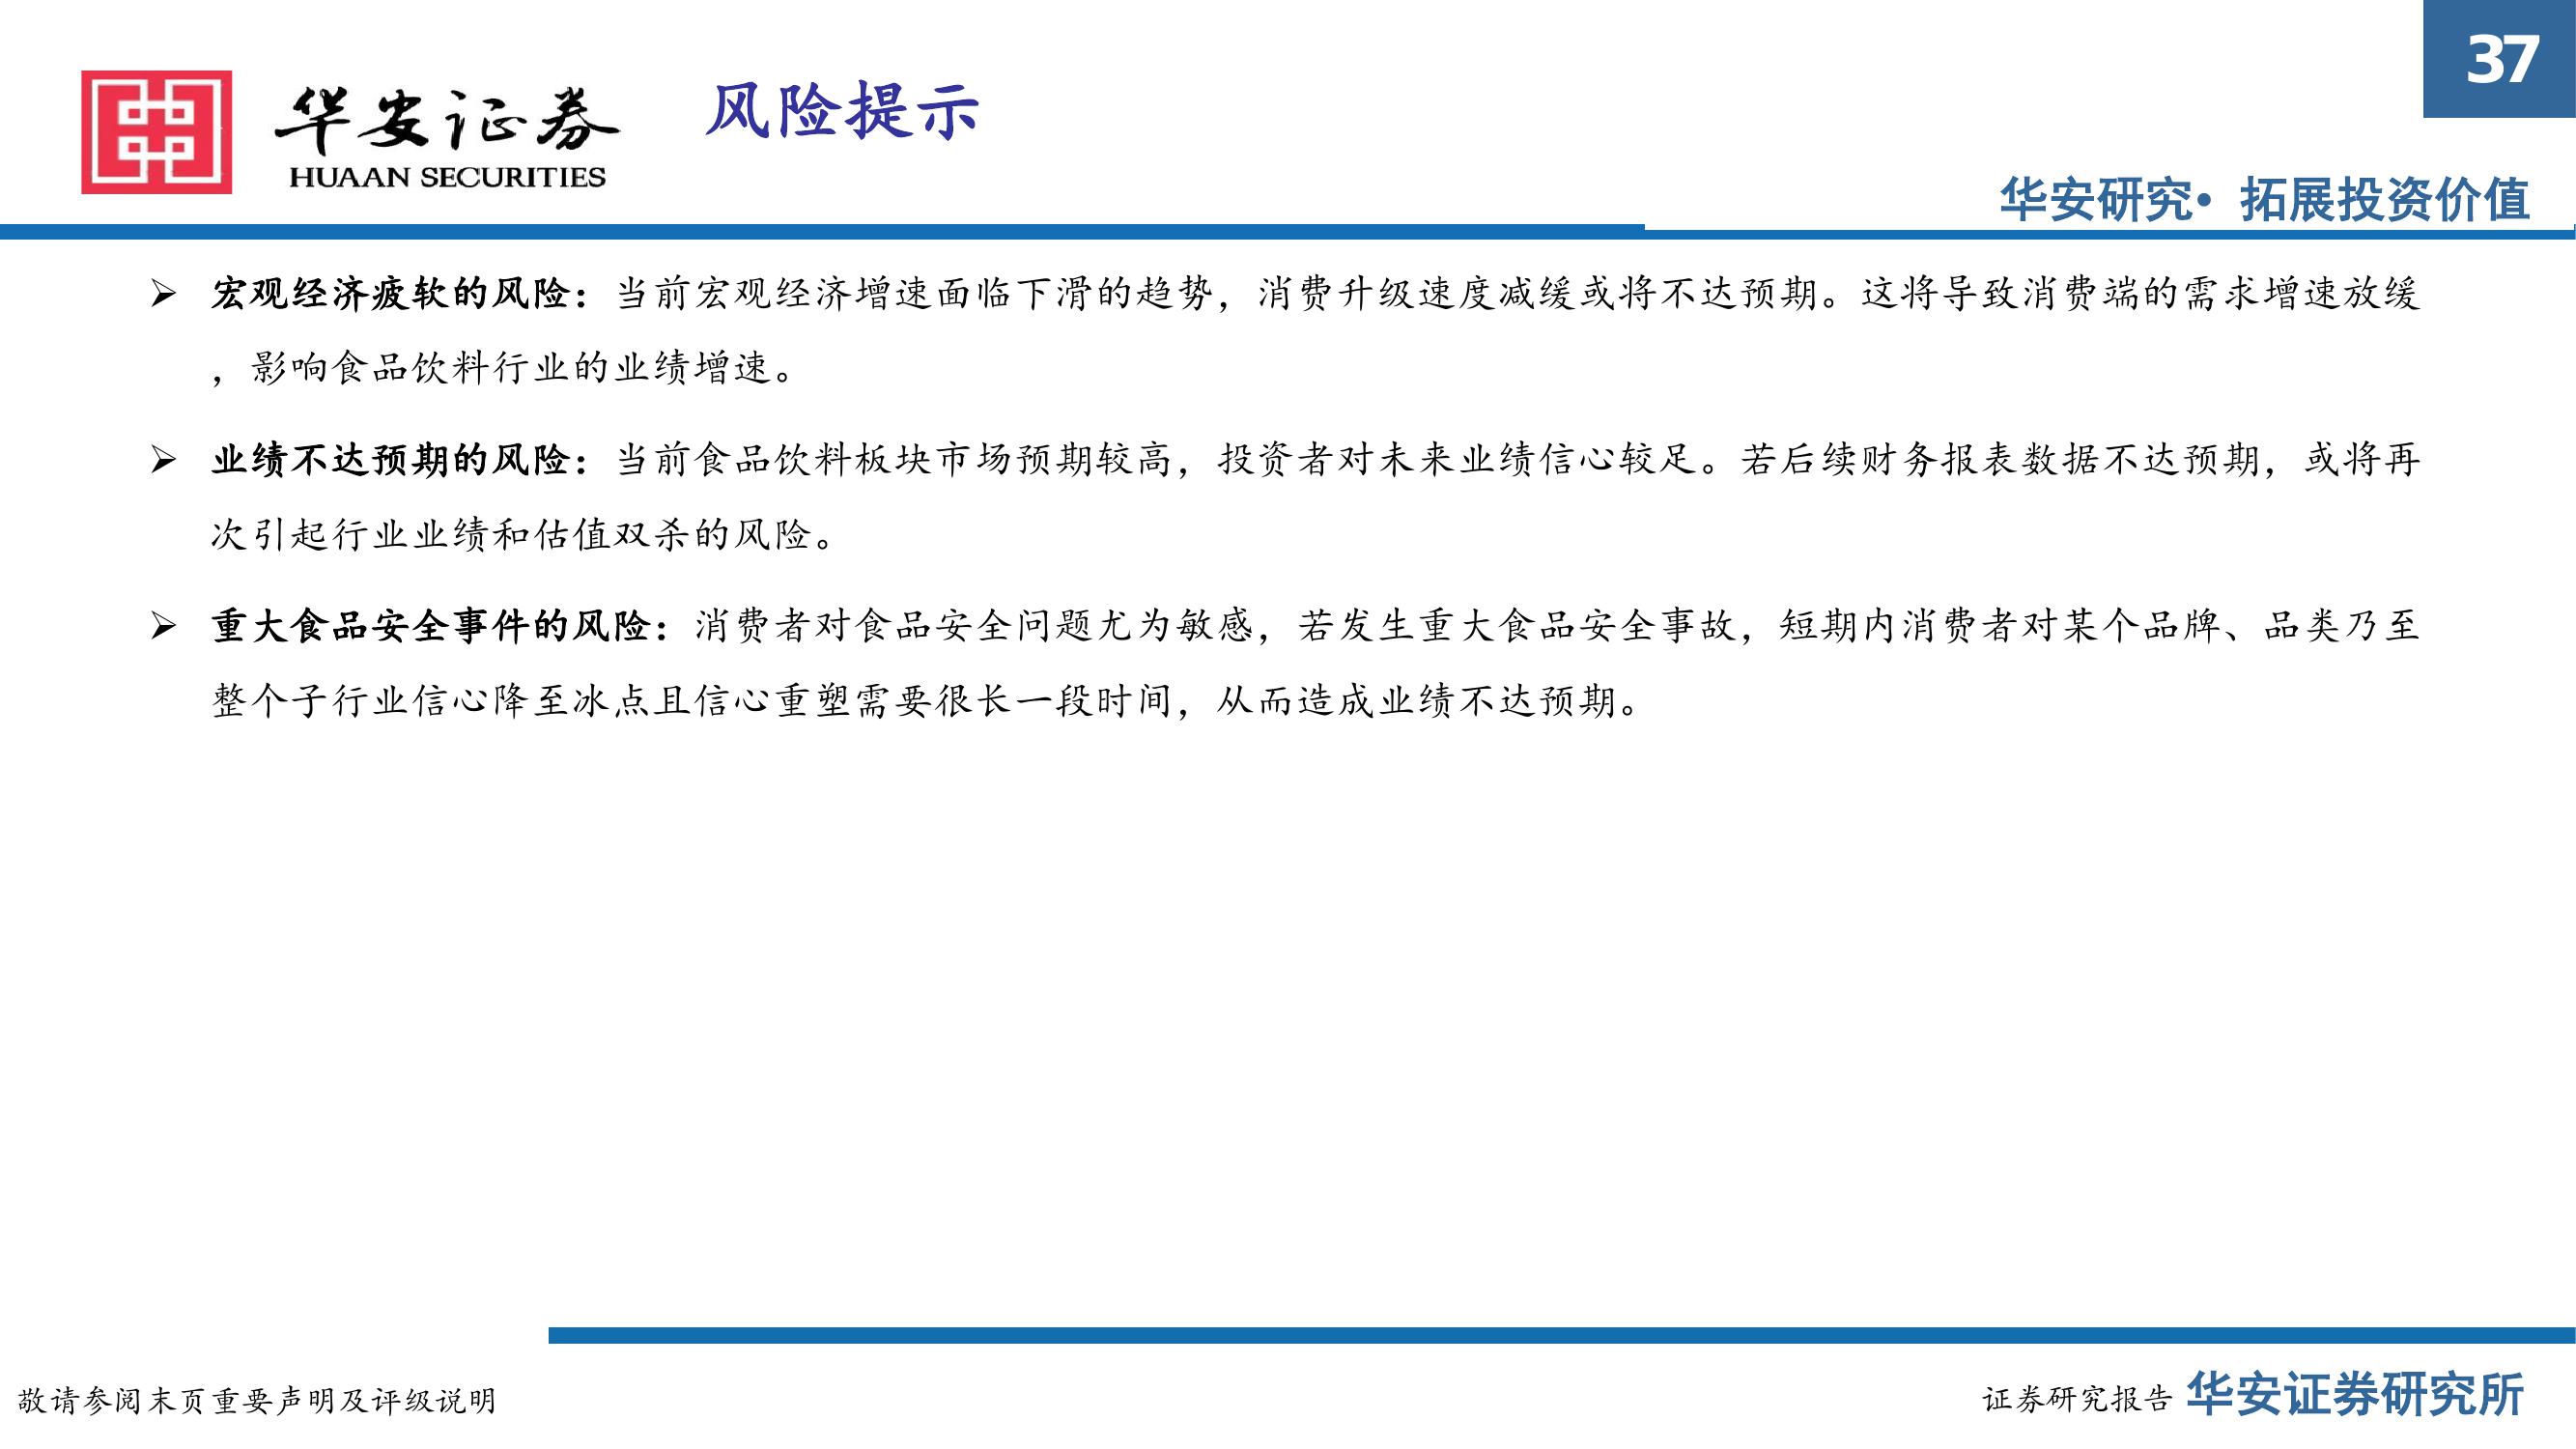 37
华安证券
HUAAN SECURITIES
风险提示
华安研究• 拓展投资价值
➢ 宏观经济疲软的风险：当前宏观经济增速面临下滑的趋势，消费升级速度减缓或将不达预期。这将导致消费端的需求增速放缓
，影响食品饮料行业的业绩增速。
➢ 业绩不达预期的风险：当前食品饮料板块市场预期较高，投资者对未来业绩信心较足。若后续财务报表数据不达预期，或将再
次引起行业业绩和估值双杀的风险。
➢ 重大食品安全事件的风险：消费者对食品安全问题尤为敏感，若发生重大食品安全事故，短期内消费者对某个品牌、品类乃至
整个子行业信心降至冰点且信心重塑需要很长一段时间，从而造成业绩不达预期。
敬请参阅末页重要声明及评级说明
证券研究报告 华安证券研究所